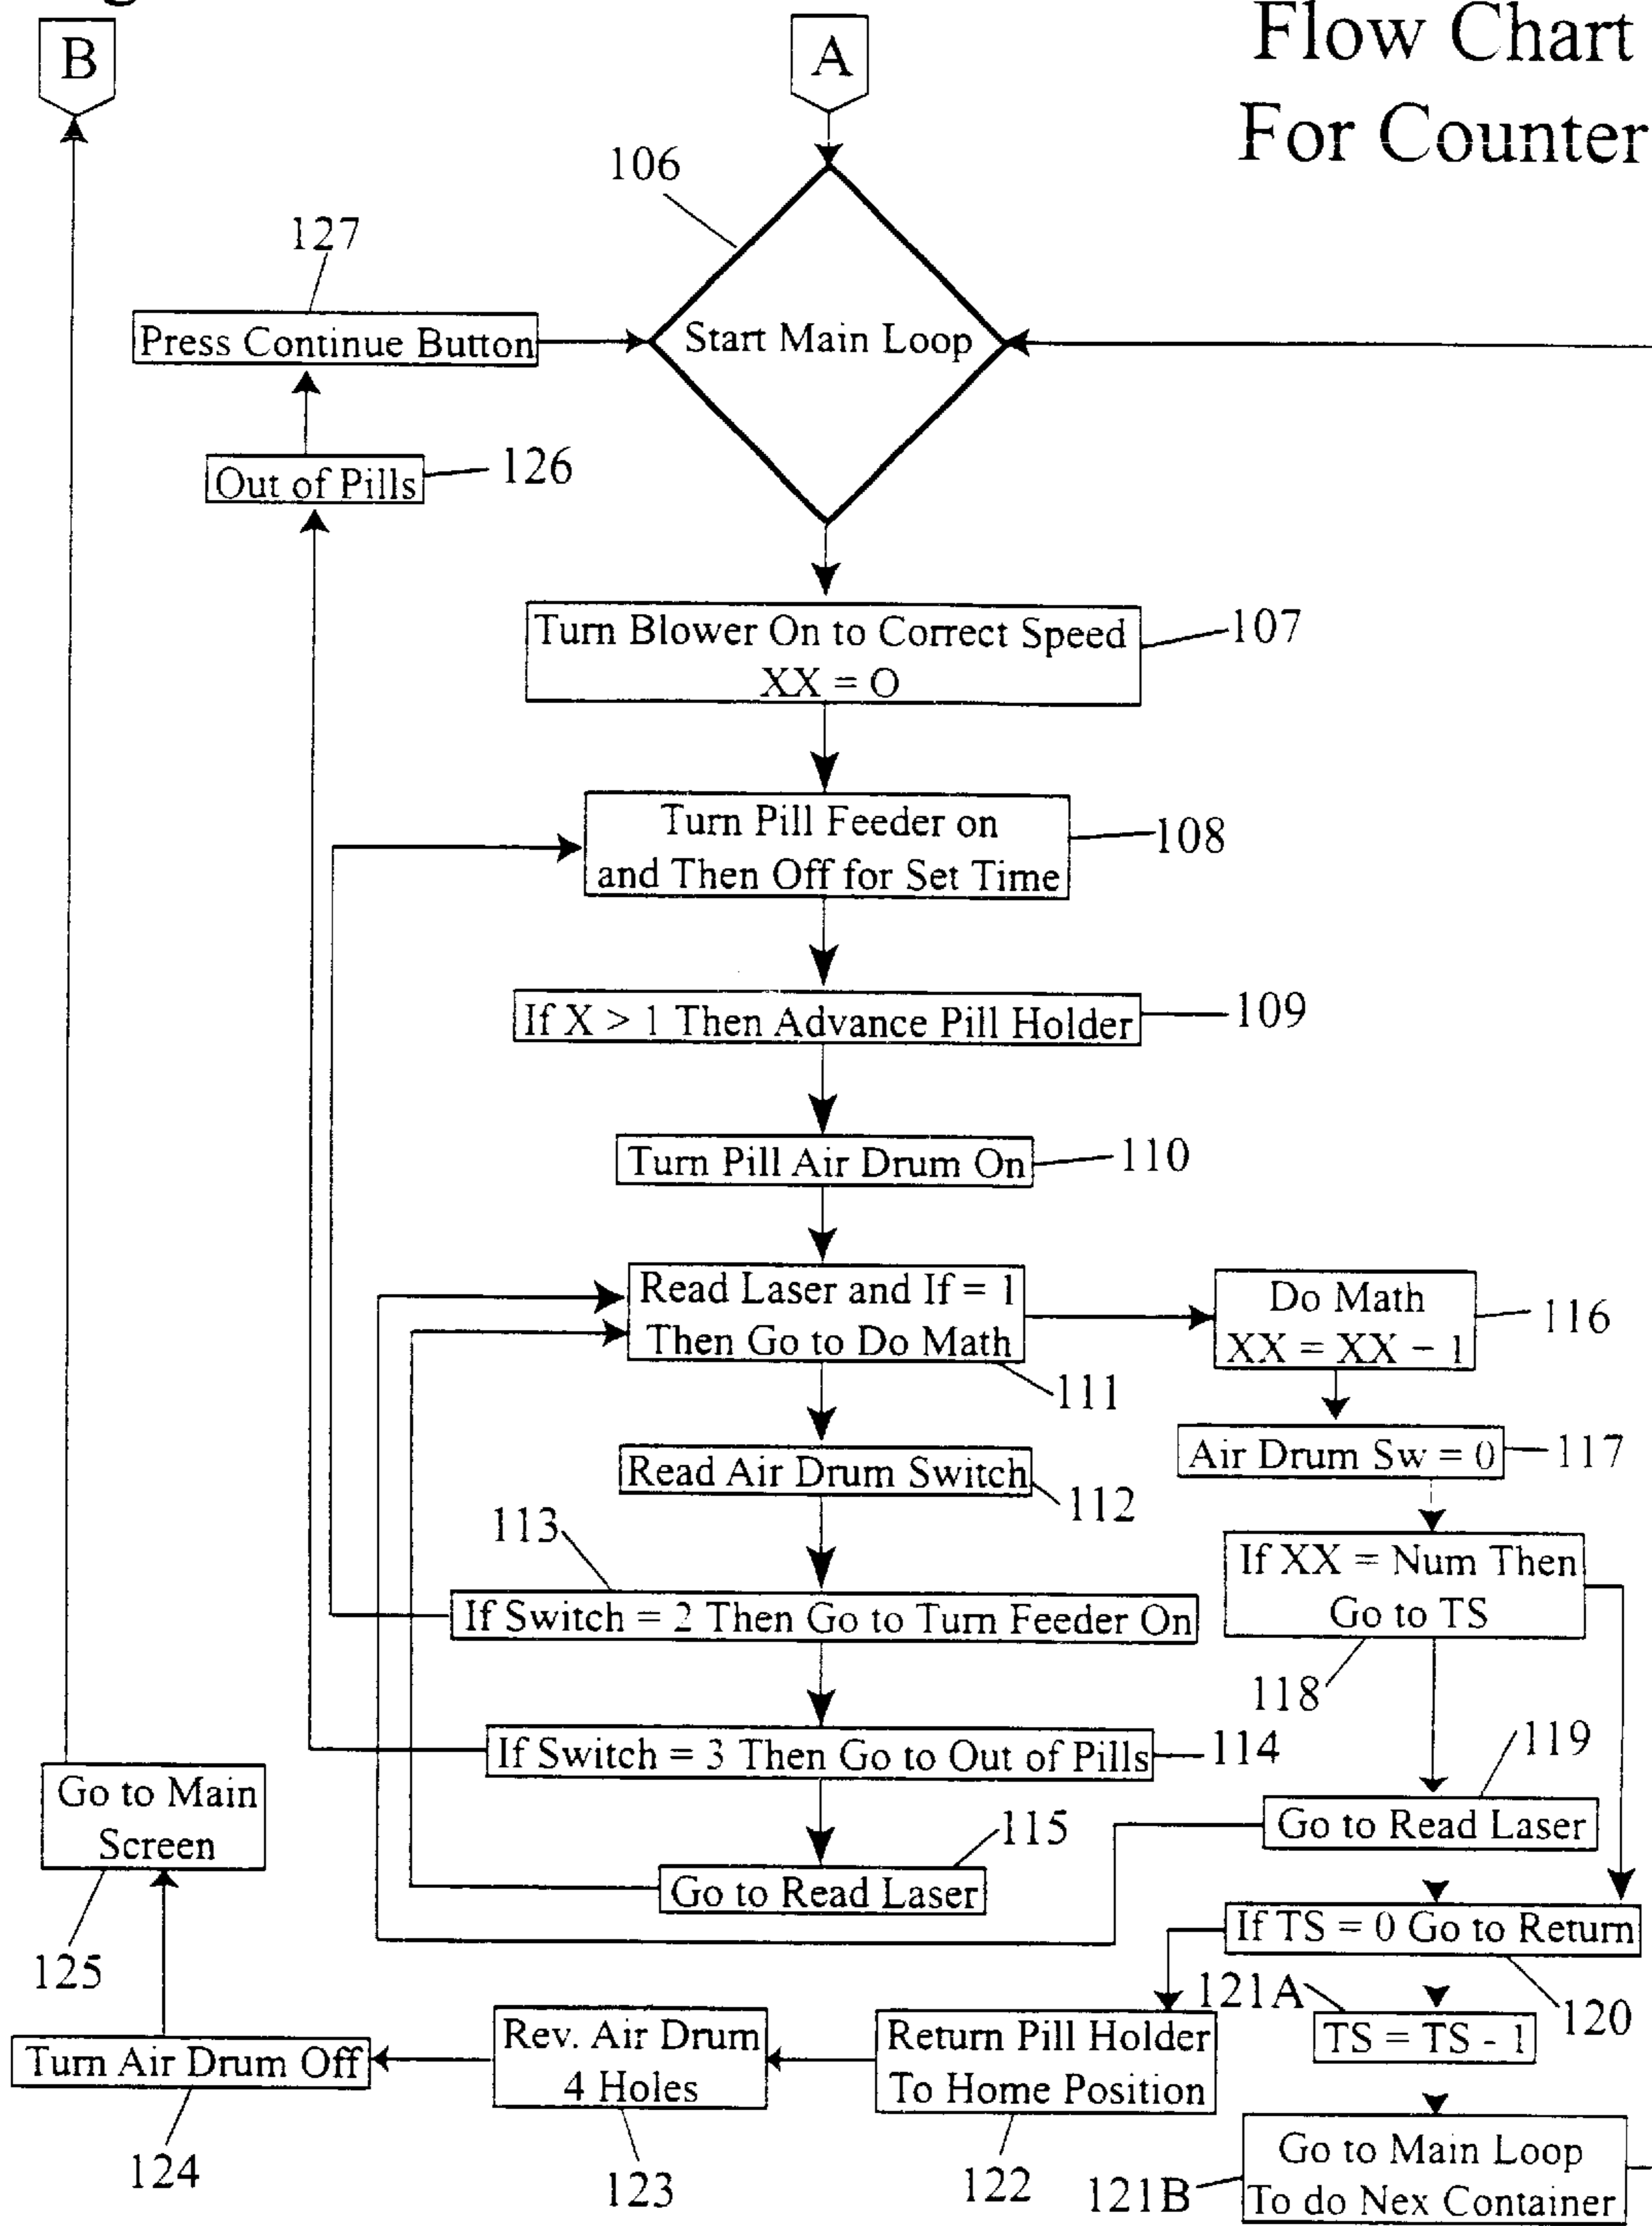 B
A
Flow Chart
For Counter
106
127
Press Continue Button
Start Main Loop
Out of Pills
126
Turn Blower On to Correct Speed
XX = O
107
Turn Pill Feeder on
and Then Off for Set Time
108
If X > 1 Then Advance Pill Holder
109
Turn Pill Air Drum On
110
Read Laser and If = 1
Then Go to Do Math
111
Do Math
XX = XX - 1
116
Read Air Drum Switch
112
Air Drum Sw = 0
117
113
If Switch = 2 Then Go to Turn Feeder On
If XX = Num Then
Go to TS
118
If Switch = 3 Then Go to Out of Pills
114
119
Go to Read Laser
115
Go to Read Laser
Go to Main
Screen
125
If TS = 0 Go to Return
120
121A
TS = TS - 1
Turn Air Drum Off
124
Rev. Air Drum
4 Holes
123
Return Pill Holder
To Home Position
122
121B
Go to Main Loop
To do Nex Container